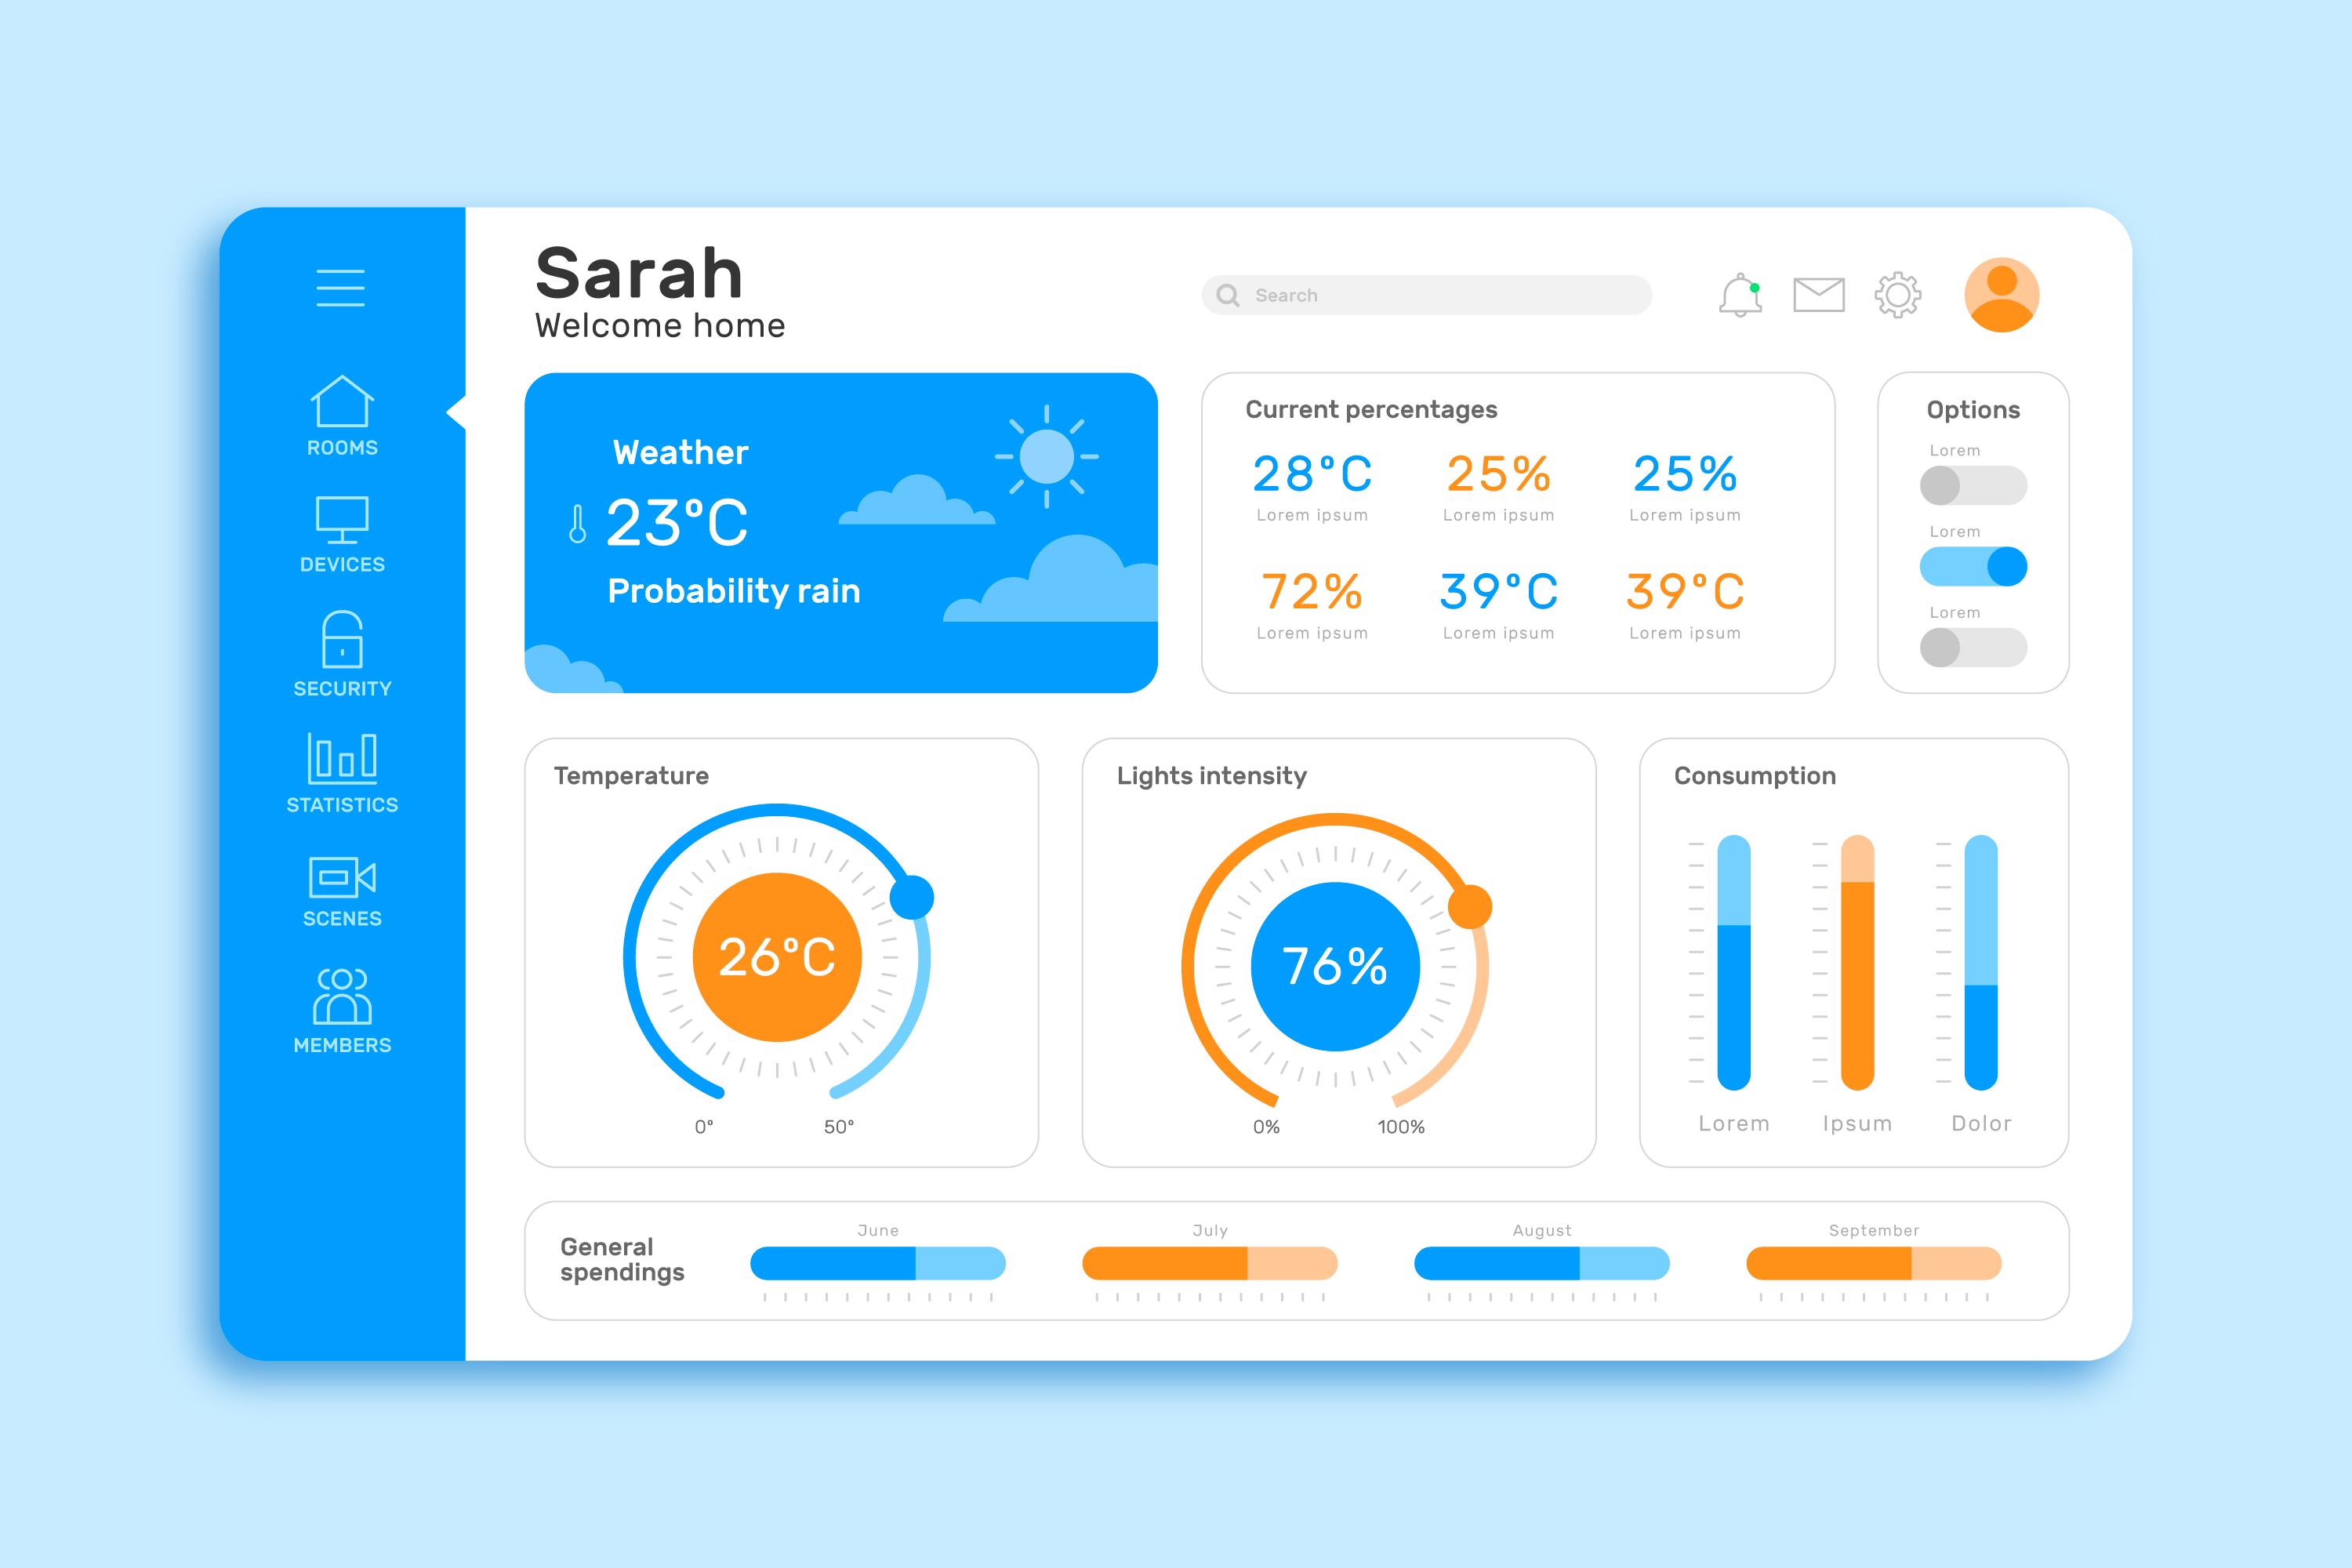 Sarah
Welcome home
Search
ROOMS
DEVICES
SECURITY
STATISTICS
SCENES
MEMBERS
Weather
23°C
Probability rain
Current percentages
28°C 25% 25%
Lorem ipsum Lorem ipsum Lorem ipsum
72% 39°C 39°C
Lorem ipsum Lorem ipsum Lorem ipsum
Options
Lorem
Lorem
Lorem
Temperature
26°C
0° 50°
Lights intensity
76%
0% 100%
Consumption
Lorem Ipsum Dolor
General
spendings
June July August September